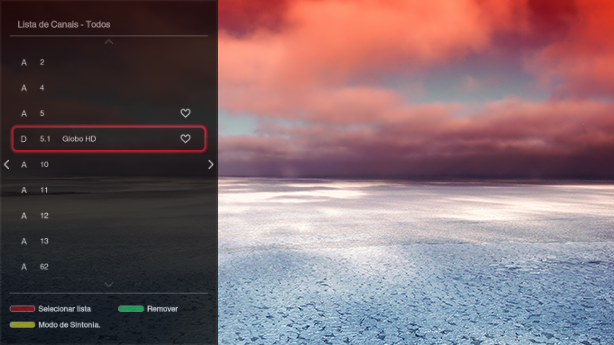 Lista de Canais - Todos
A 2
A 4
A 5
D 5.1 Globo HD
A 10
A 11
A 12
A 13
A 62
Selecionar lista Remover
Modo de Sintonia.